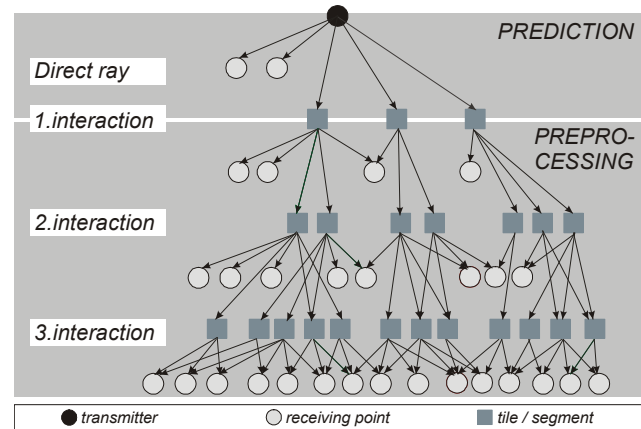 PREDICTION
Direct ray
1.interaction
PREPRO-
CESSING
2.interaction
3.interaction
transmitter
receiving point
tile / segment